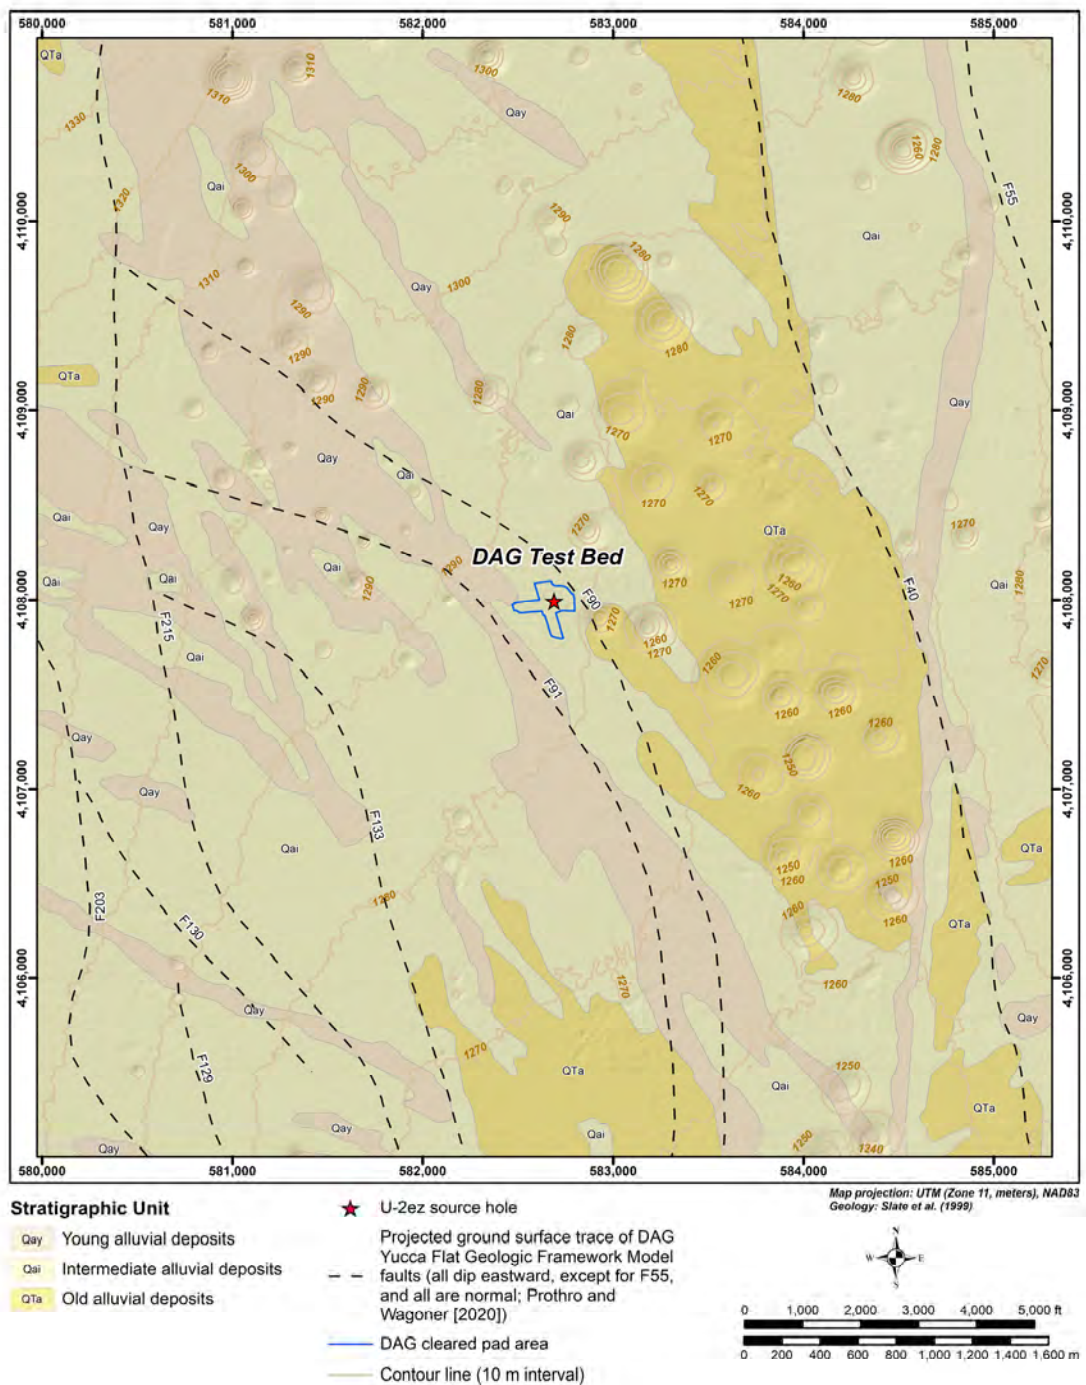 580,000 581,000 582,000 583,000 584,000 585,000
QTa
1310
1310
1300
1280
1330
Qay
1260
1280
1300
Qai
1320
F55
4,110,000
4,110,000
1290
Qai
1280
1310
Qay
1300
1290
1280
1290
1280
QTa
1290
1290
1280
Qay
4,109,000
4,109,000
Qai
1270
1270
Qay
Qai
1270
1270
Qai
Qay
1270
QTa
1270
DAG Test Bed
1290
Qai
Qai
Qai
1290
1270
1260
1270
1270
Qai
1280
F90
F40
4,108,000
4,108,000
F215
1270
1260
1270
Qai
1260
1270
F91
1260
1260
1260
Qay
1250
4,107,000
4,107,000
Qay
1260
F133
Qai
1250
1260
1260
1250
QTa
1280
F203
F130
1260
1260
QTa
4,106,000
4,106,000
1270
1260
Qay
Qay
1270
F129
QTa
1250
Qai
QTa
Qay
Qai
1250
1240
Qay
580,000 581,000 582,000 583,000 584,000 585,000
Map projection: UTM (Zone 11, meters), NAD83
Geology: Slate et al. (1999)
Stratigraphic Unit
Qay Young alluvial deposits
Qai Intermediate alluvial deposits
QTa Old alluvial deposits
U-2ez source hole
Projected ground surface trace of DAG
Yucca Flat Geologic Framework Model
faults (all dip eastward, except for F55,
and all are normal; Prothro and
Wagoner [2020])
DAG cleared pad area
Contour line (10 m interval)
N
W E
S
0 1,000 2,000 3,000 4,000 5,000 ft
0 200 400 600 800 1,000 1,200 1,400 1,600 m